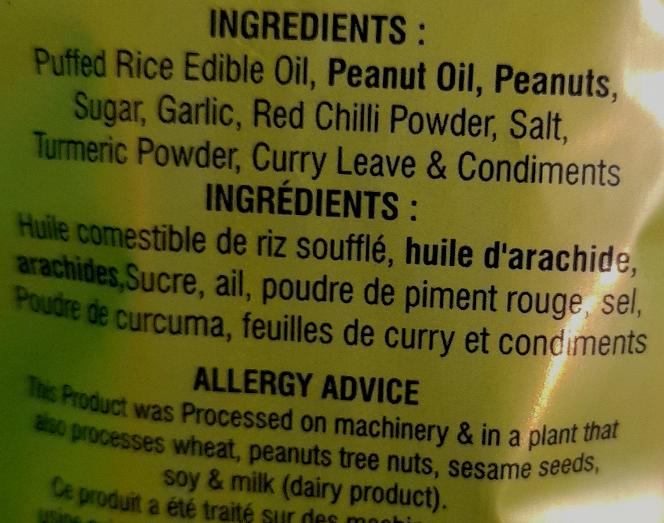 INGREDIENTS :
Puffed Rice Edible Oil, Peanut Oil, Peanuts,
Sugar, Garlic, Red Chilli Powder, Salt,
Turmeric Powder, Curry Leave & Condiments
INGRÉDIENTS :
Huile comestible de riz soufflé, huile d'arachide,
arachides,Sucre, ail, poudre de piment rouge, sel,
Poudre de curcuma, feuilles de curry et condiments
ALLERGY ADVICE
This Product was Processed on machinery & in a plant that
also processes wheat, peanuts tree nuts, sesame seeds,
soy & milk (dairy product).
Ce produit a été traité sur des